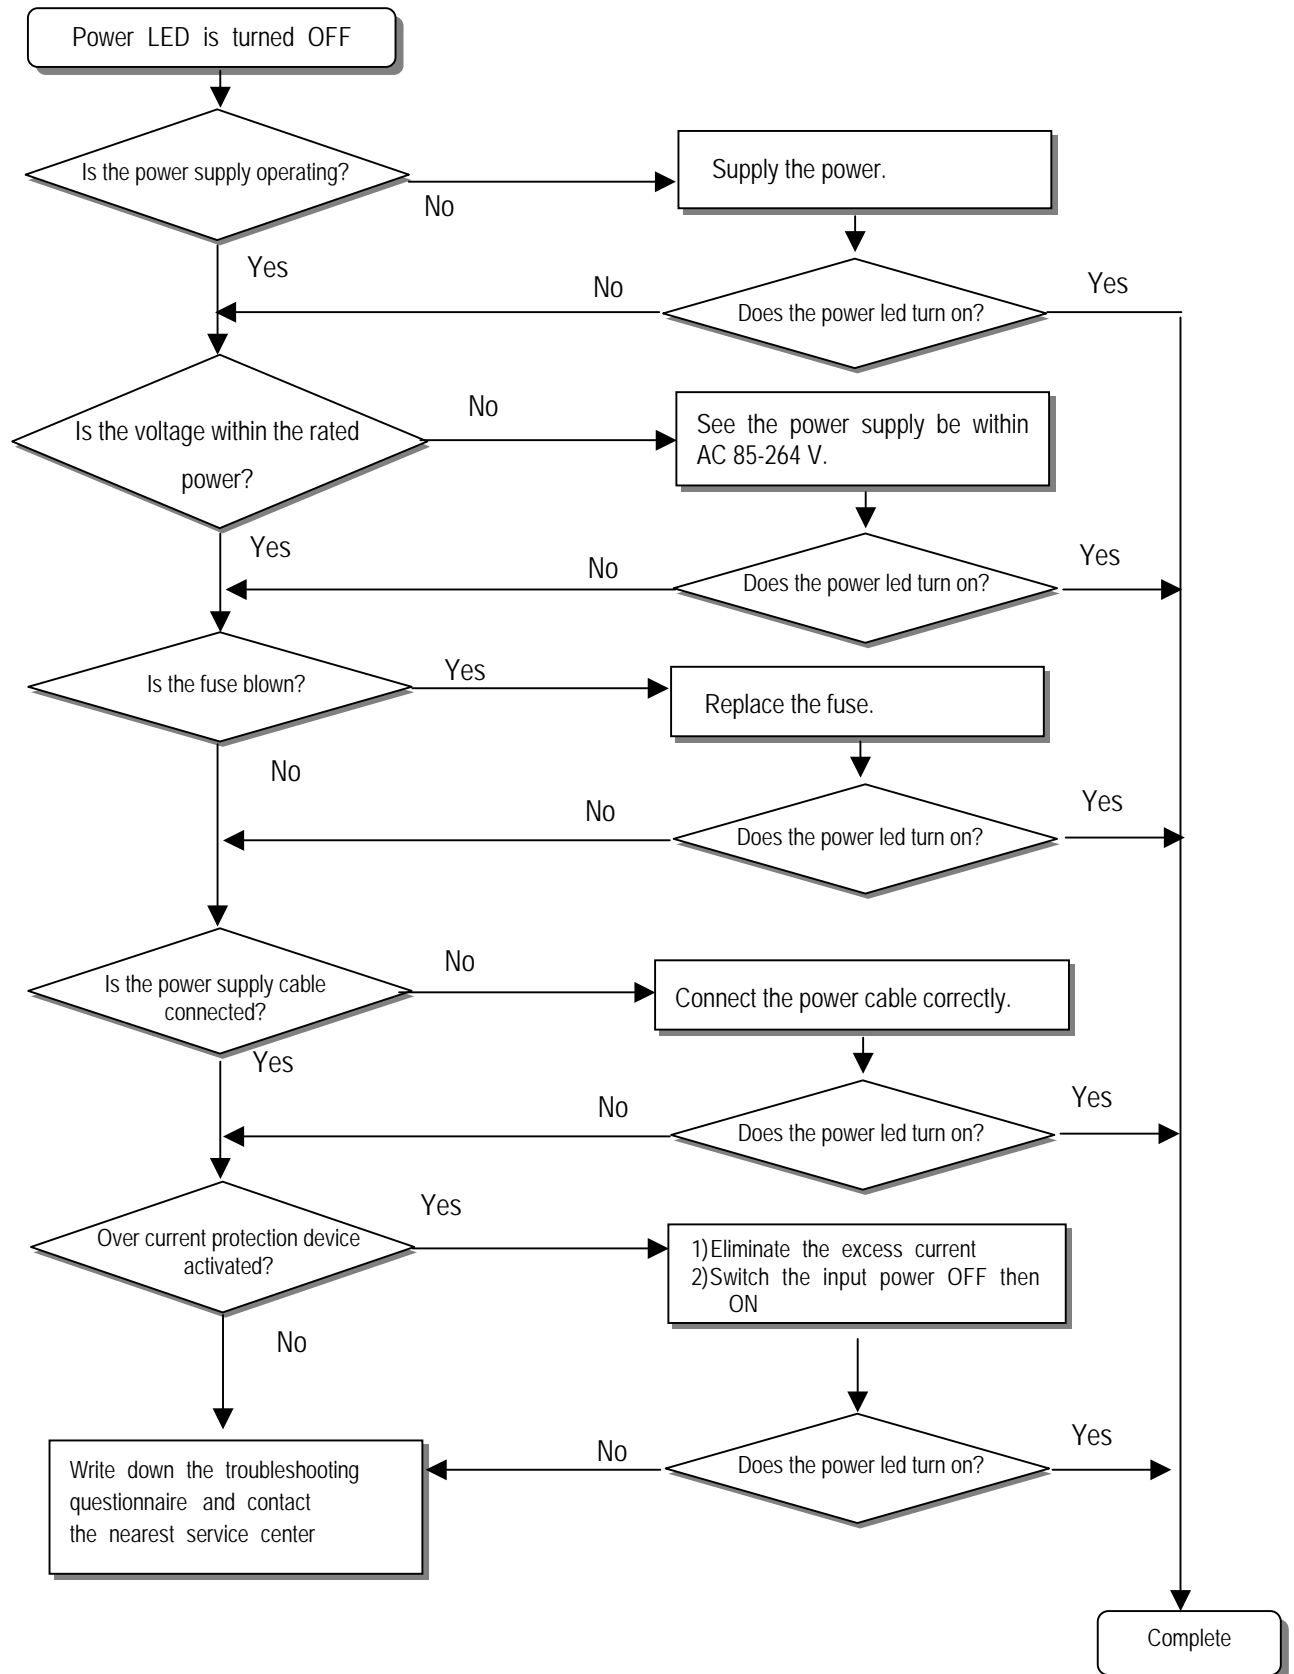 Power LED is turned OFF
Is the power supply operating?
No
Supply the power.
Yes
No
Does the power led turn on?
Yes
Is the voltage within the rated
power?
No
See the power supply be within
AC 85-264 V.
Yes
No
Does the power led turn on?
Yes
Is the fuse blown?
Yes
Replace the fuse.
No
No
Does the power led turn on?
Yes
Is the power supply cable
connected?
No
Connect the power cable correctly.
Yes
No
Does the power led turn on?
Yes
Over current protection device
activated?
Yes
1)Eliminate the excess current
2)Switch the input power OFF then
ON
No
No
Does the power led turn on?
Yes
Write down the troubleshooting
questionnaire and contact
the nearest service center
Complete